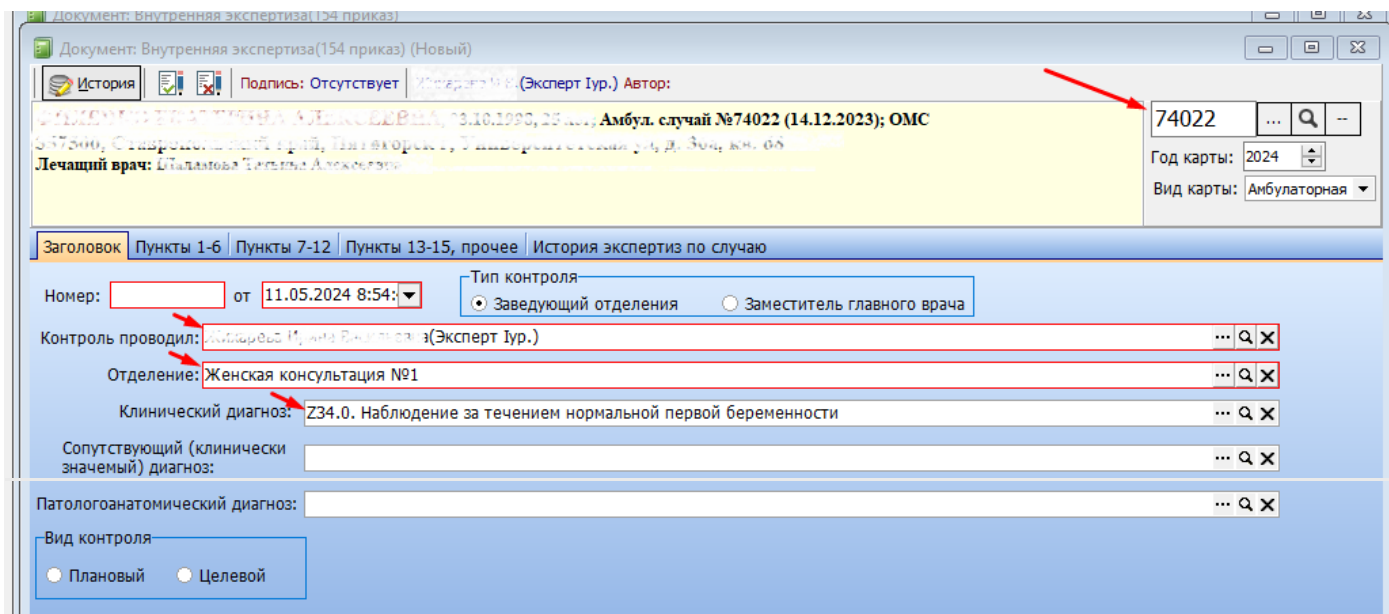 Документ: Внутренняя экспертиза(154 приказ)
Документ: Внутренняя экспертиза(154 приказ) (Новый)
История Подпись: Отсутствует (Эксперт Iур.) Автор:
Амбул. случай №74022 (14.12.2023); ОМС
Лечащий врач:
74022 ... --
Год карты: 2024
Вид карты: Амбулаторная
Заголовок Пункты 1-6 Пункты 7-12 Пункты 13-15, прочее История экспертиз по случаю
Номер: от 11.05.2024 8:54:
Тип контроля
Заведующий отделения Заместитель главного врача
Контроль проводил: (Эксперт Iур.)
Отделение: Женская консультация №1
Клинический диагноз: Z34.0. Наблюдение за течением нормальной первой беременности
Сопутствующий (клинически
значемый) диагноз:
Патологоанатомический диагноз:
Вид контроля
Плановый Целевой